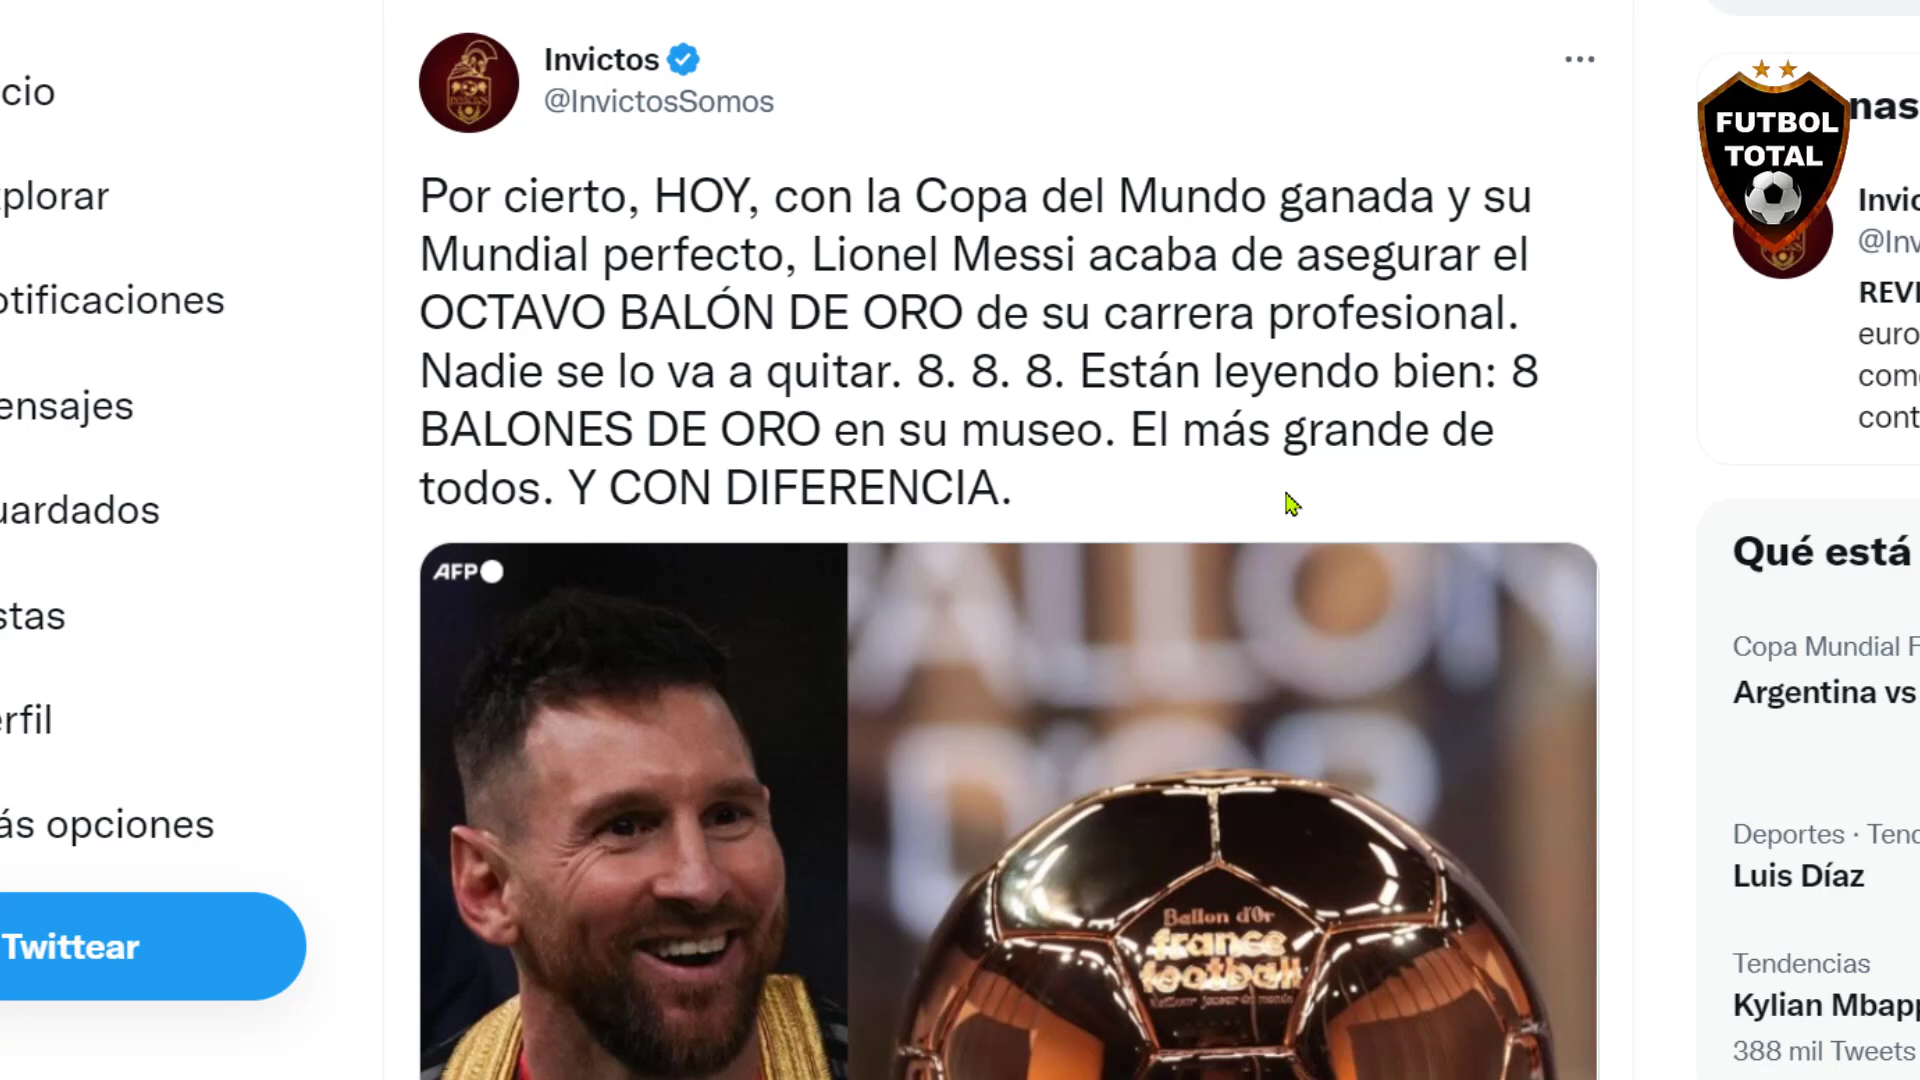 cio
xplorar
otificaciones
ensajes
uardados
stas
erfil
ás opciones
Twittear
Invictos
@InvictosSomos
Por cierto, HOY, con la Copa del Mundo ganada y su
Mundial perfecto, Lionel Messi acaba de asegurar el
OCTAVO BALÓN DE ORO de su carrera profesional.
Nadie se lo va a quitar. 8. 8. 8. Están leyendo bien: 8
BALONES DE ORO en su museo. El más grande de
todos. Y CON DIFERENCIA.
AFP
Ballon d'Or
france
football
FUTBOL
TOTAL
nas
Invic
@Inv
REVI
euro
com
cont
Qué está
Copa Mundial F
Argentina vs
Deportes · Tend
Luis Díaz
Tendencias
Kylian Mbapp
388 mil Tweets